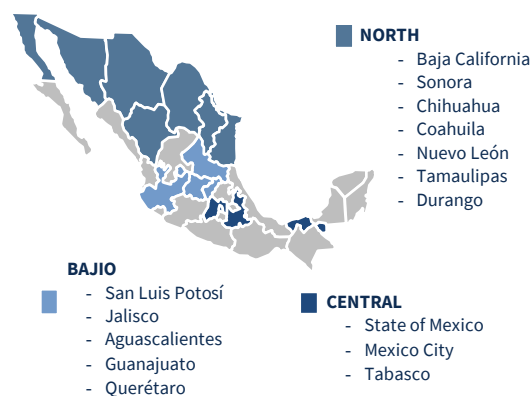 NORTH
- Baja California
- Sonora
- Chihuahua
- Coahuila
- Nuevo León
- Tamaulipas
- Durango
BAJIO
- San Luis Potosí
- Jalisco
- Aguascalientes
- Guanajuato
- Querétaro
CENTRAL
- State of Mexico
- Mexico City
- Tabasco